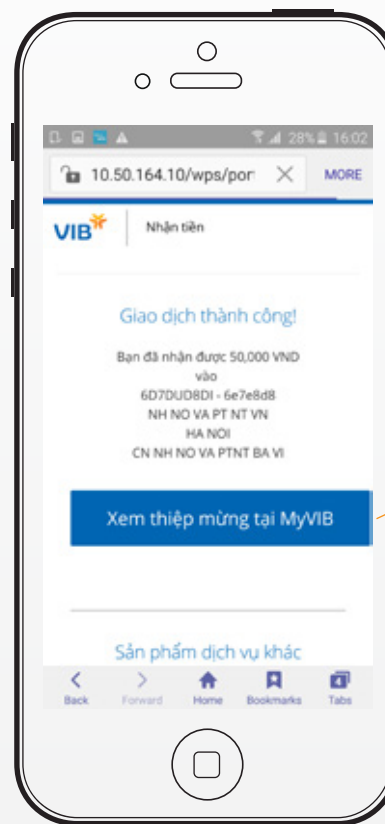 28% 16:02
10.50.164.10/wps/por
MORE
VIB
Nhận tiền
Giao dịch thành công!
Bạn đã nhận được 50,000 VND
vào
6D7DUD8DI - 6e7e8d8
NH NO VA PT NT VN
HA NOI
CN NH NO VA PTNT BA VI
Xem thiệp mừng tại MyVIB
Sản phẩm dịch vụ khác
Back Forward Home Bookmarks Tabs